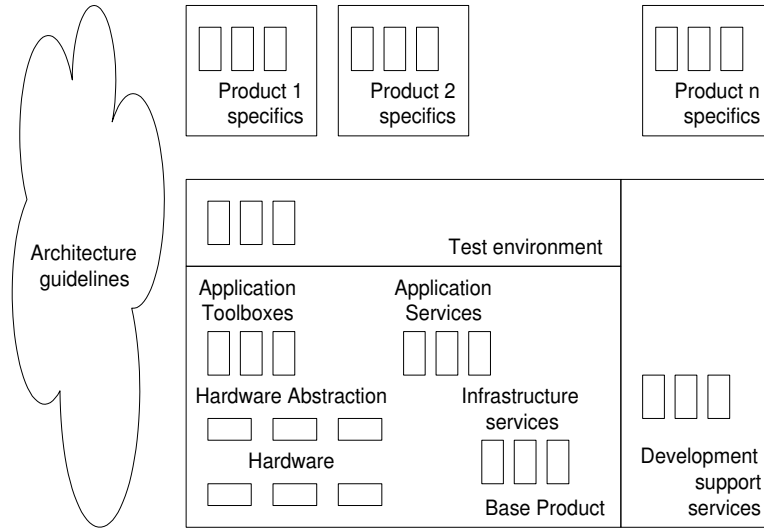 Product 1
specifics
Product 2
specifics
Product n
specifics
Architecture
guidelines
Test environment
Application
Toolboxes
Application
Services
Hardware Abstraction
Infrastructure
services
Hardware
Base Product
Development
support
services